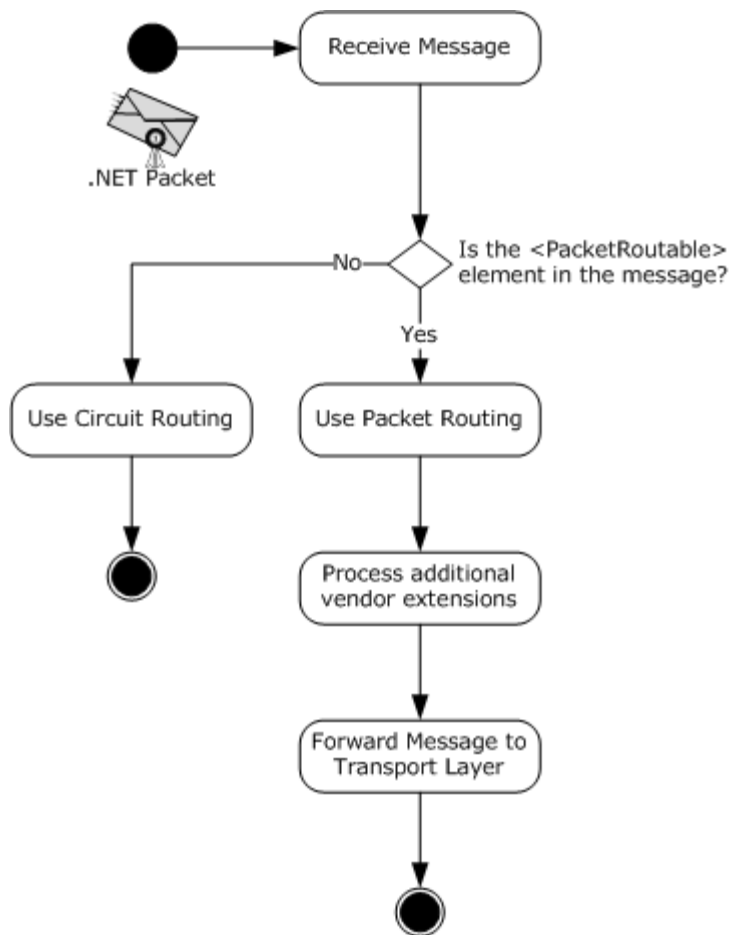 Receive Message
.NET Packet
Is the <PacketRoutable>
element in the message?
No
Yes
Use Circuit Routing
Use Packet Routing
Process additional
vendor extensions
Forward Message to
Transport Layer